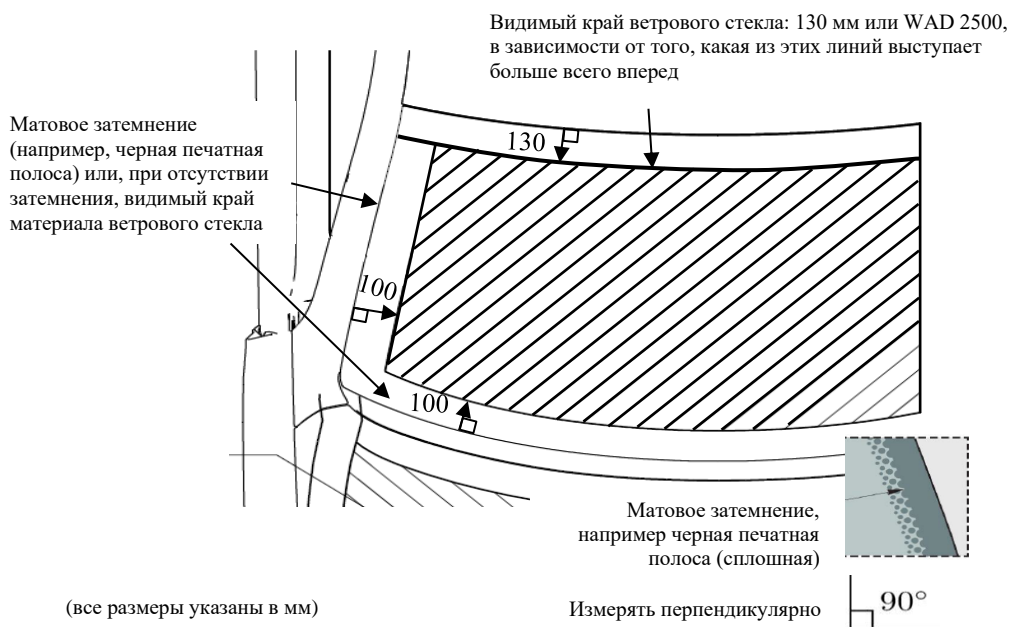 Видимый край ветрового стекла: 130 мм или WAD 2500,
в зависимости от того, какая из этих линий выступает
больше всего вперед
Матовое затемнение
(например, черная печатная
полоса) или, при отсутствии
затемнения, видимый край
материала ветрового стекла
130
100
100
Матовое затемнение,
например черная печатная
полоса (сплошная)
(все размеры указаны в мм)
Измерять перпендикулярно
90°